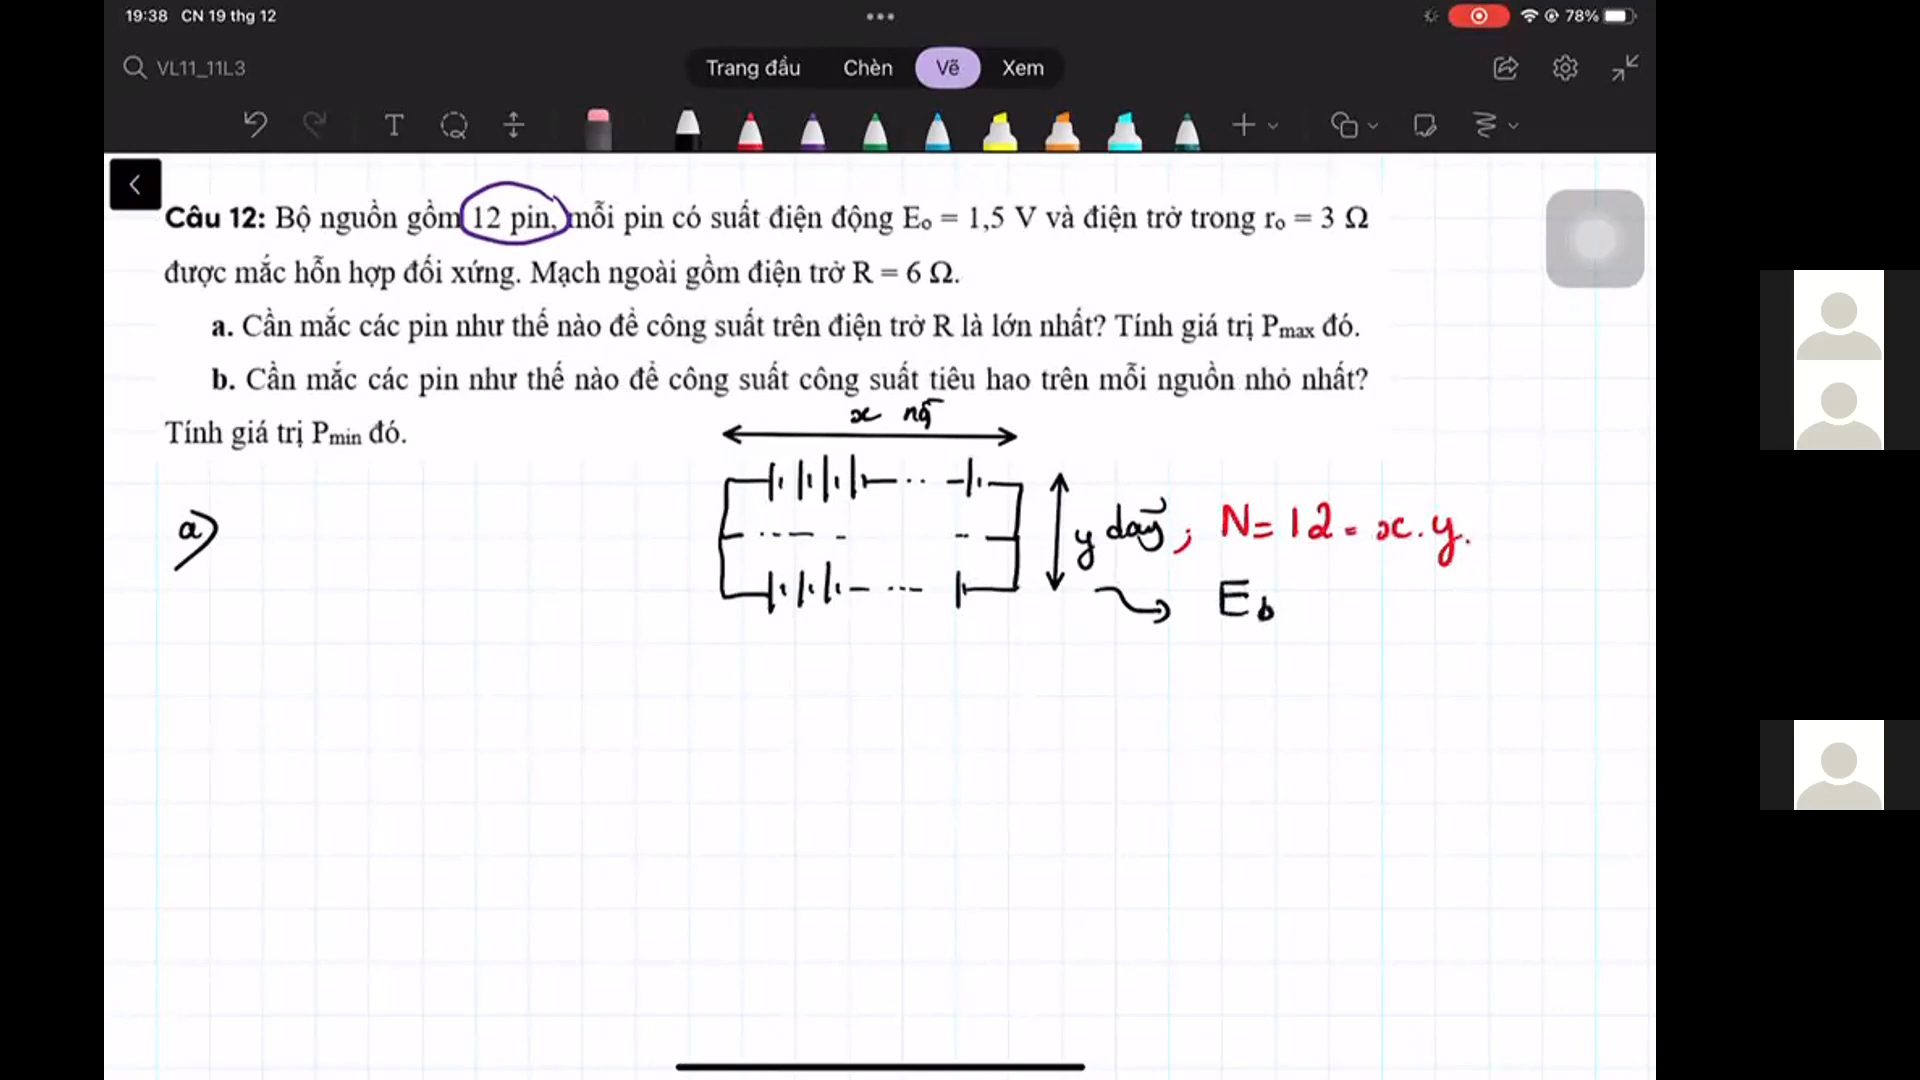 19:38 CN 19 thg 12
78%
VL11_11L3
Trang đầu Chèn Vẽ Xem
Câu 12: Bộ nguồn gồm 12 pin, mỗi pin có suất điện động Eₒ = 1,5 V và điện trở trong rₒ = 3 Ω
được mắc hỗn hợp đối xứng. Mạch ngoài gồm điện trở R = 6 Ω.
a. Cần mắc các pin như thế nào để công suất trên điện trở R là lớn nhất? Tính giá trị Pmax đó.
b. Cần mắc các pin như thế nào để công suất công suất tiêu hao trên mỗi nguồn nhỏ nhất?
Tính giá trị Pmin đó.
x ng̃
a)
y dãy ; N = 12 = x.y.
Eb